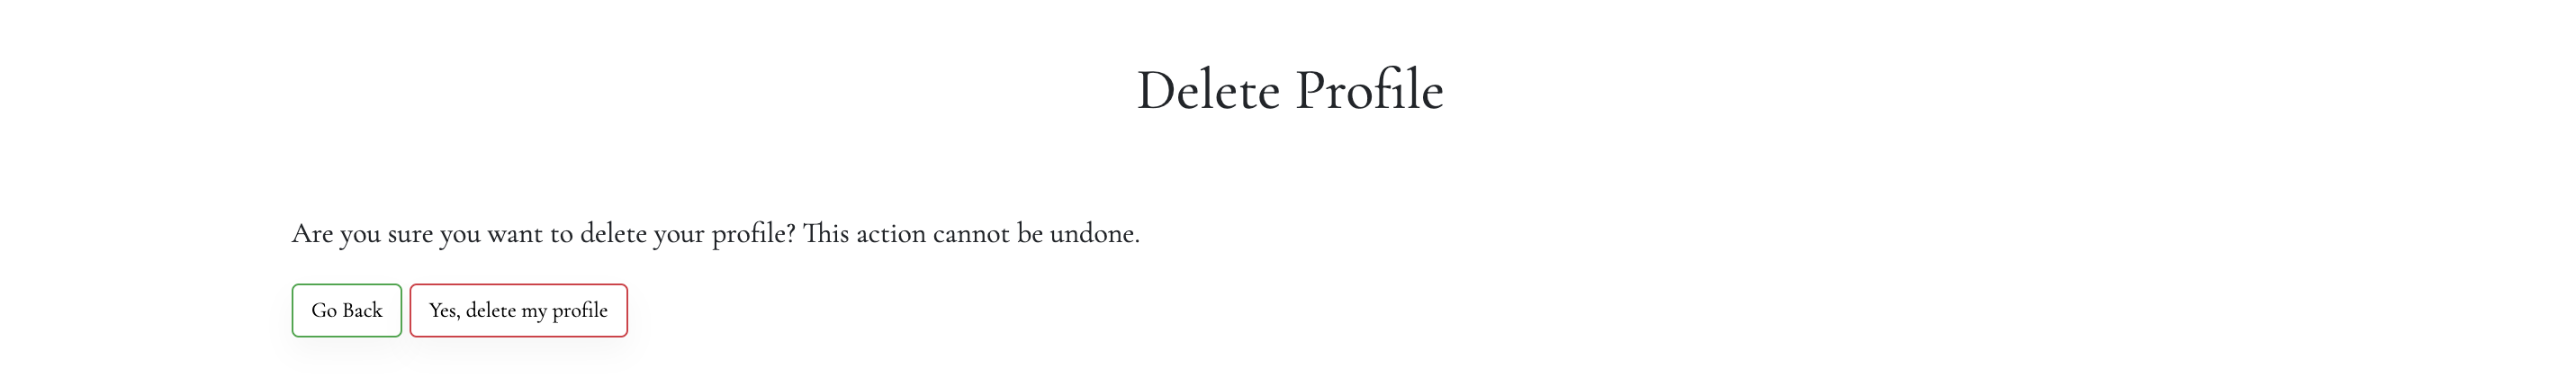 Delete Profile
Are you sure you want to delete your profile? This action cannot be undone.
Go Back
Yes, delete my profile